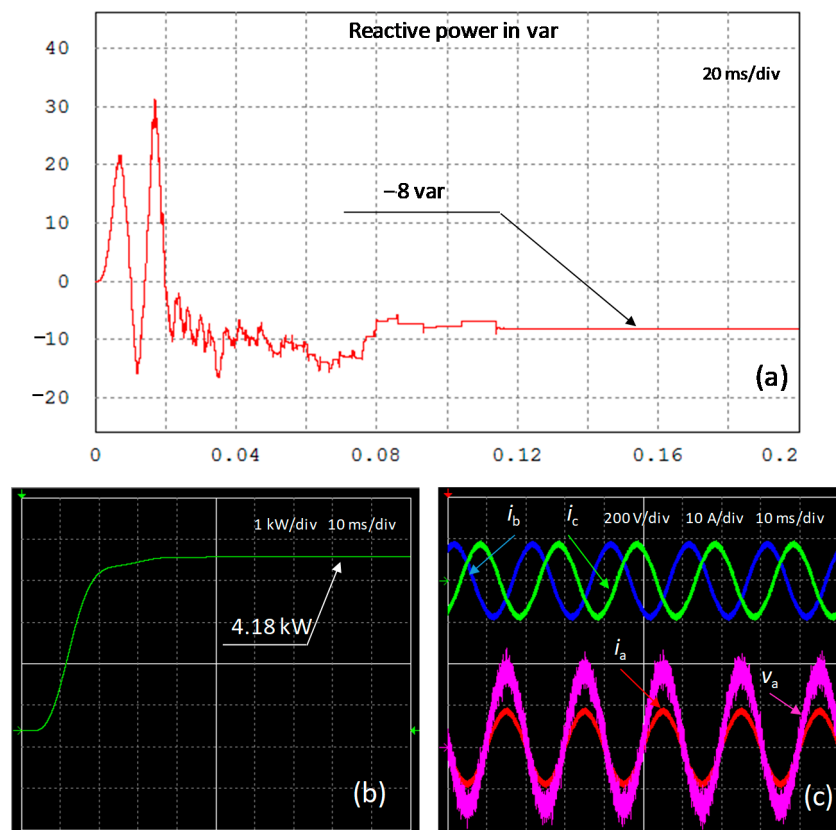 Reactive power in var
20 ms/div
40
30
20
10
0
−10
−20
−8 var
(a)
0
0.04
0.08
0.12
0.16
0.2
1 kW/div 10 ms/div
4.18 kW
(b)
ib
ic
200 V/div 10 A/div 10 ms/div
ia
va
(c)